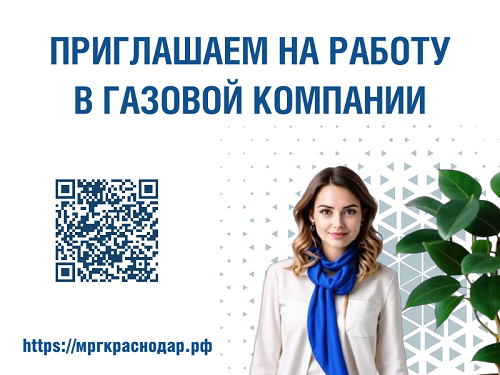 ПРИГЛАШАЕМ НА РАБОТУ
В ГАЗОВОЙ КОМПАНИИ
https://мргкраснодар.рф